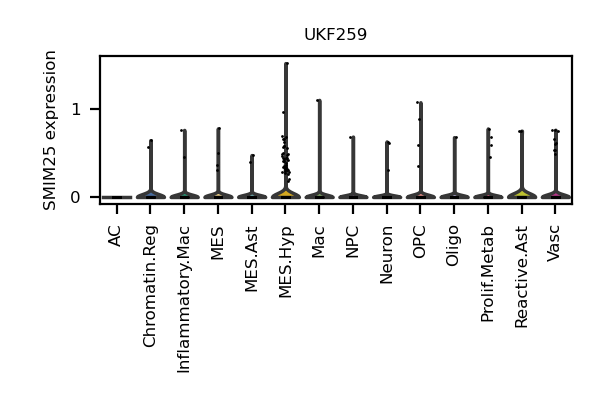 UKF259
SMIM25 expression
1
0
AC
Chromatin.Reg
Inflammatory.Mac
MES
MES.Ast
MES.Hyp
Mac
NPC
Neuron
OPC
Oligo
Prolif.Metab
Reactive.Ast
Vasc